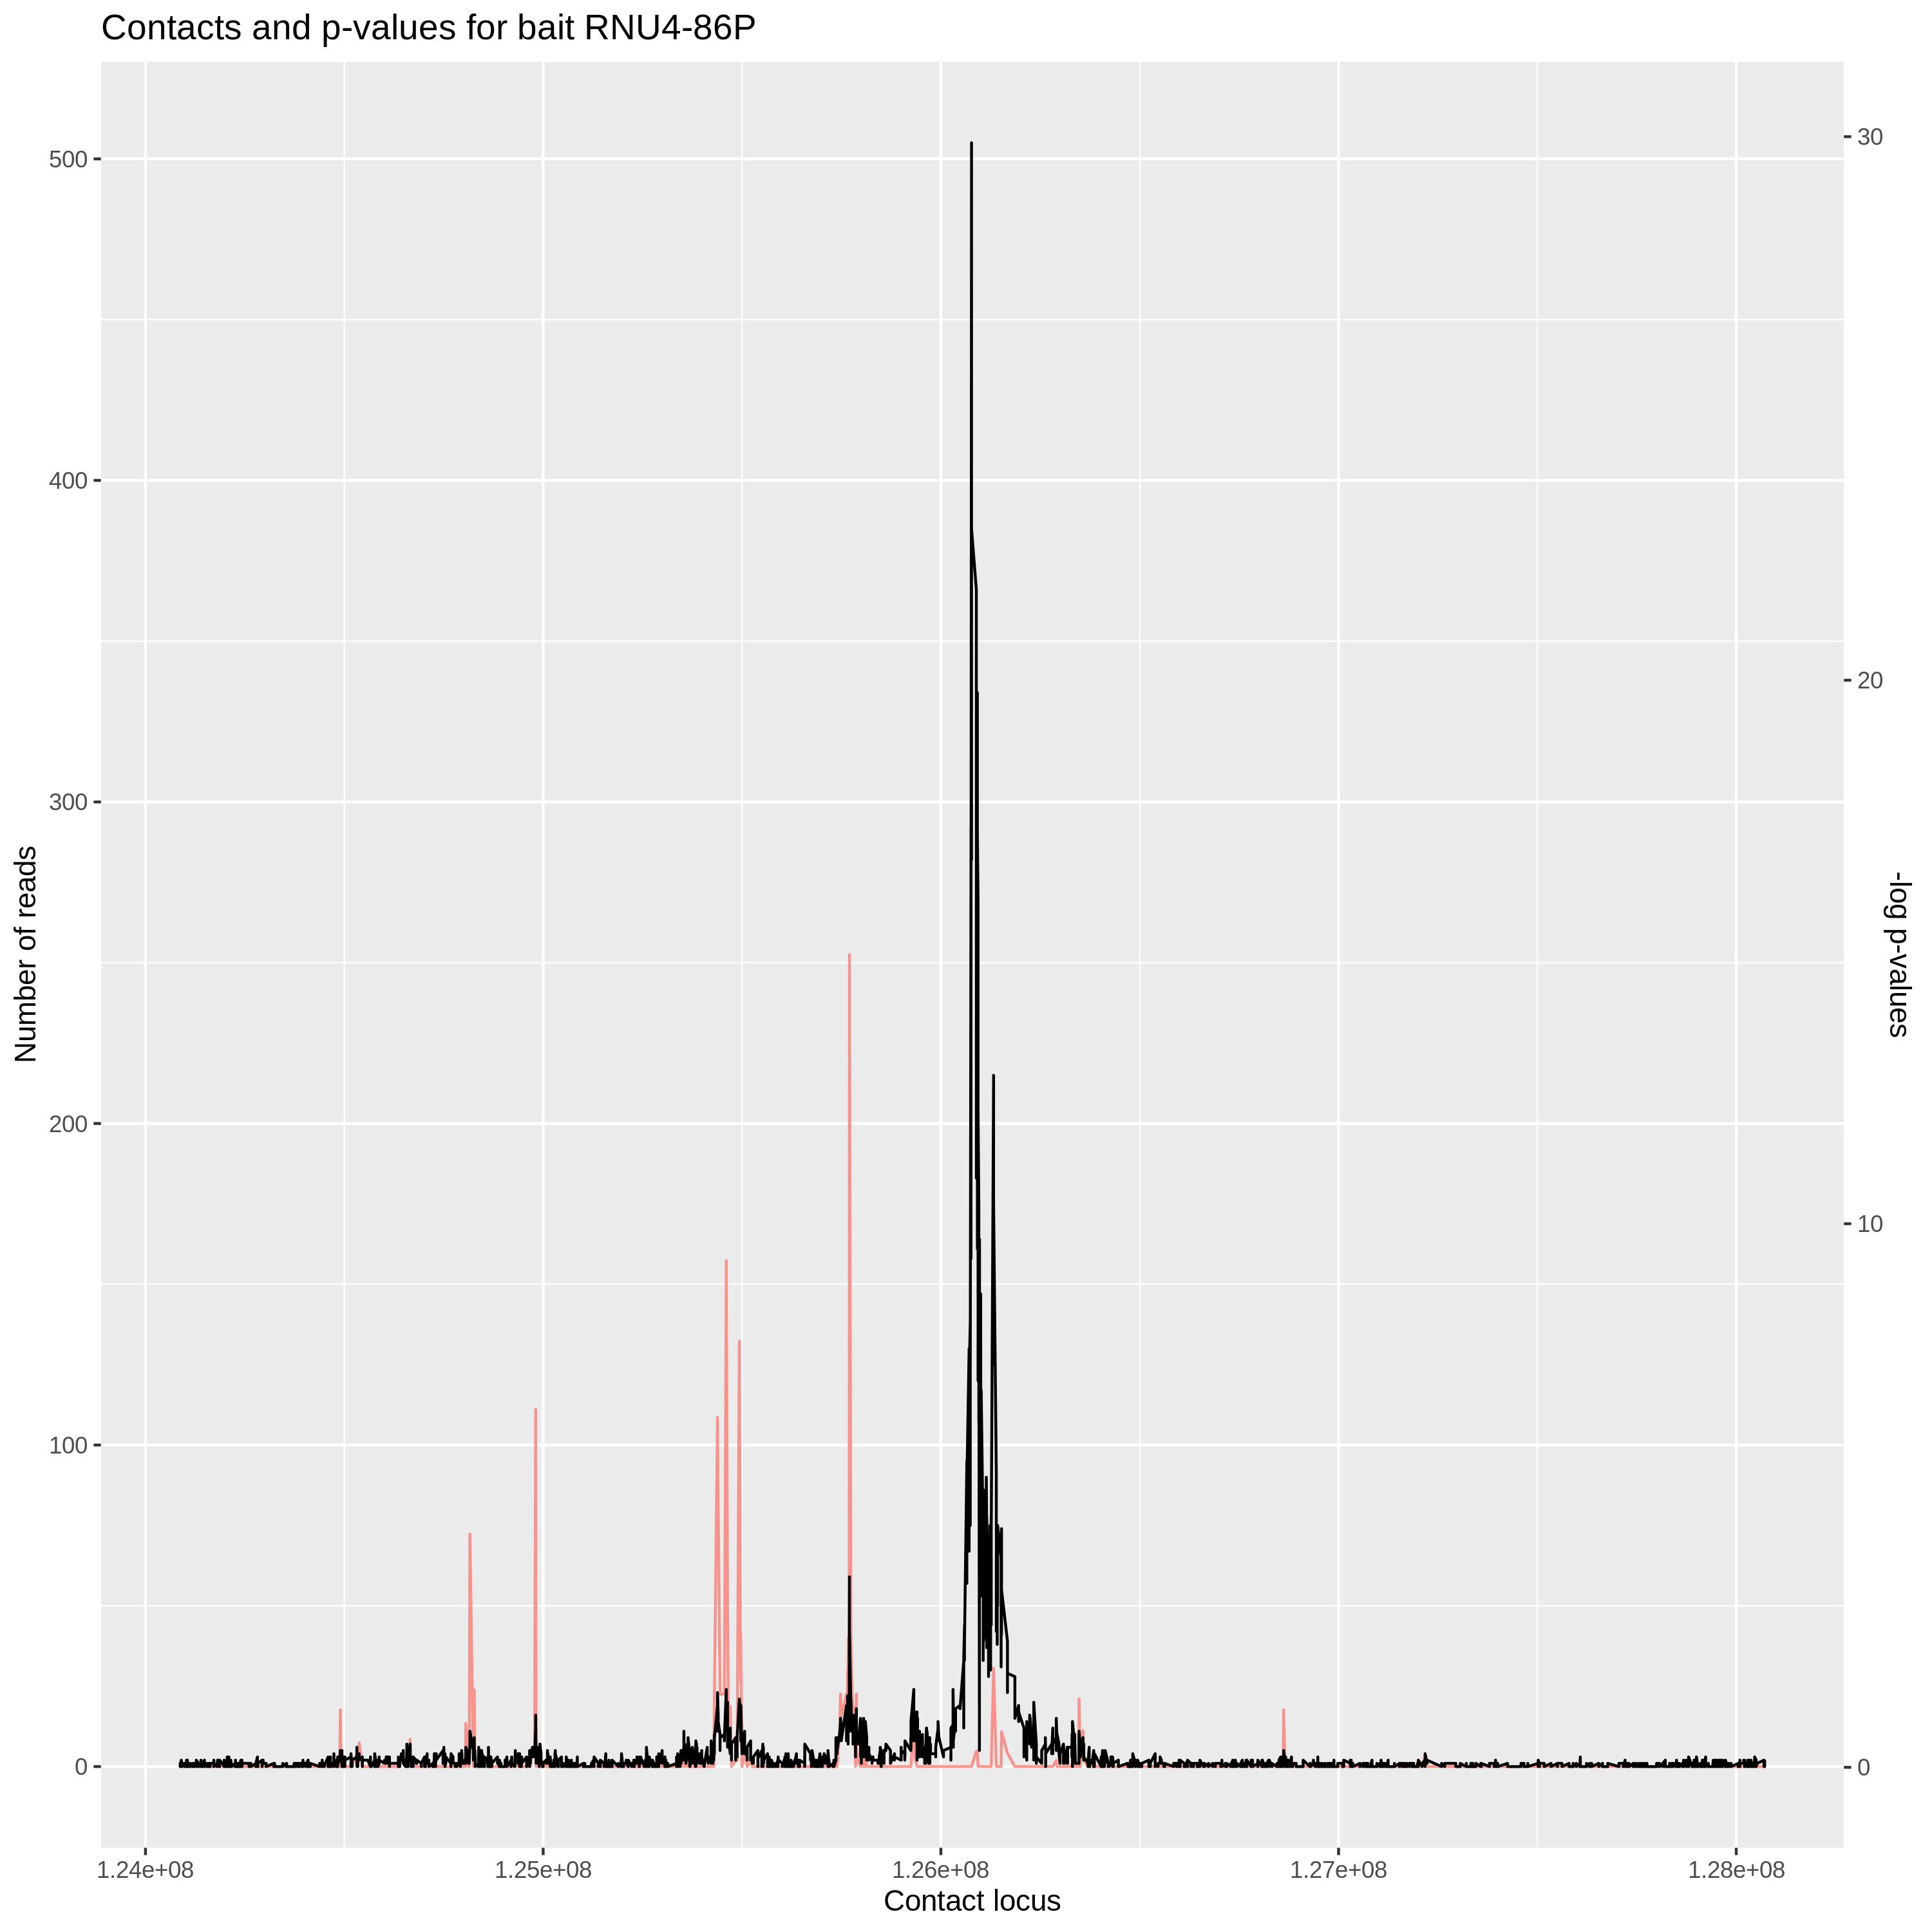 Contacts and p-values for bait RNU4-86P
500
400
300
200
100
0
Number of reads
30
20
10
0
-log p-values
1.24e+08
1.25e+08
1.26e+08
1.27e+08
1.28e+08
Contact locus